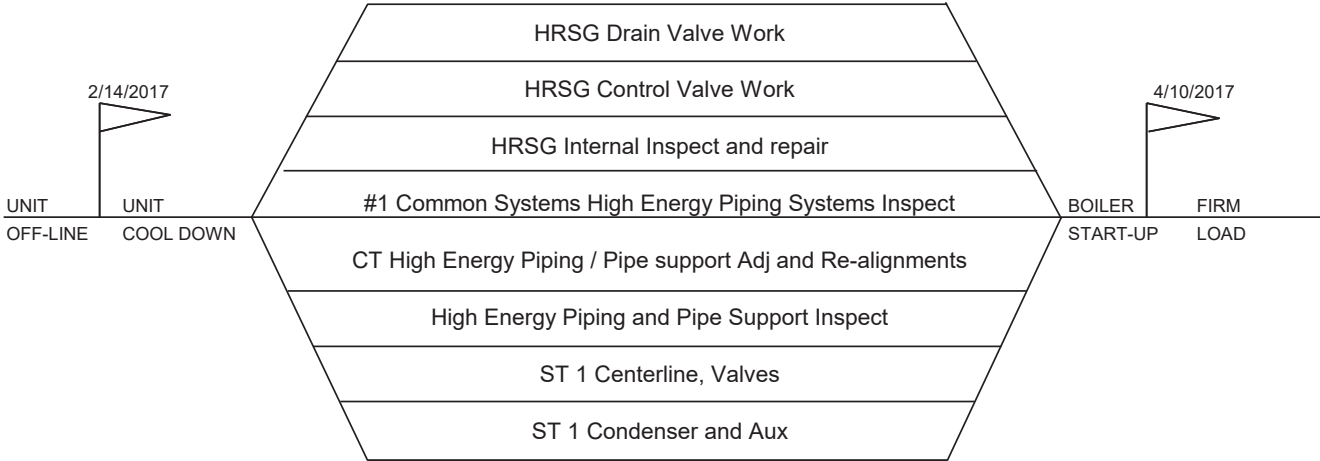 HRSG Drain Valve Work
HRSG Control Valve Work
2/14/2017
4/10/2017
HRSG Internal Inspect and repair
#1 Common Systems High Energy Piping Systems Inspect
UNIT
UNIT
BOILER
FIRM
OFF-LINE
COOL DOWN
START-UP
LOAD
CT High Energy Piping / Pipe support Adj and Re-alignments
High Energy Piping and Pipe Support Inspect
ST 1 Centerline, Valves
ST 1 Condenser and Aux